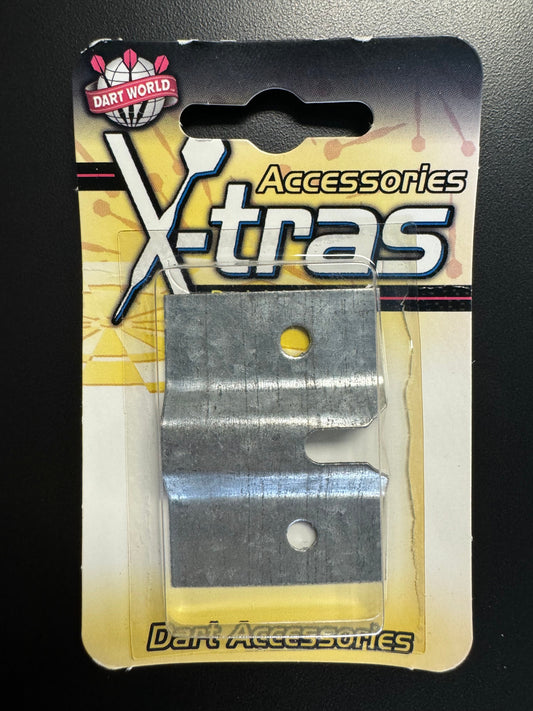 DART WORLD
Accessories
X-tras
Dart Accessories